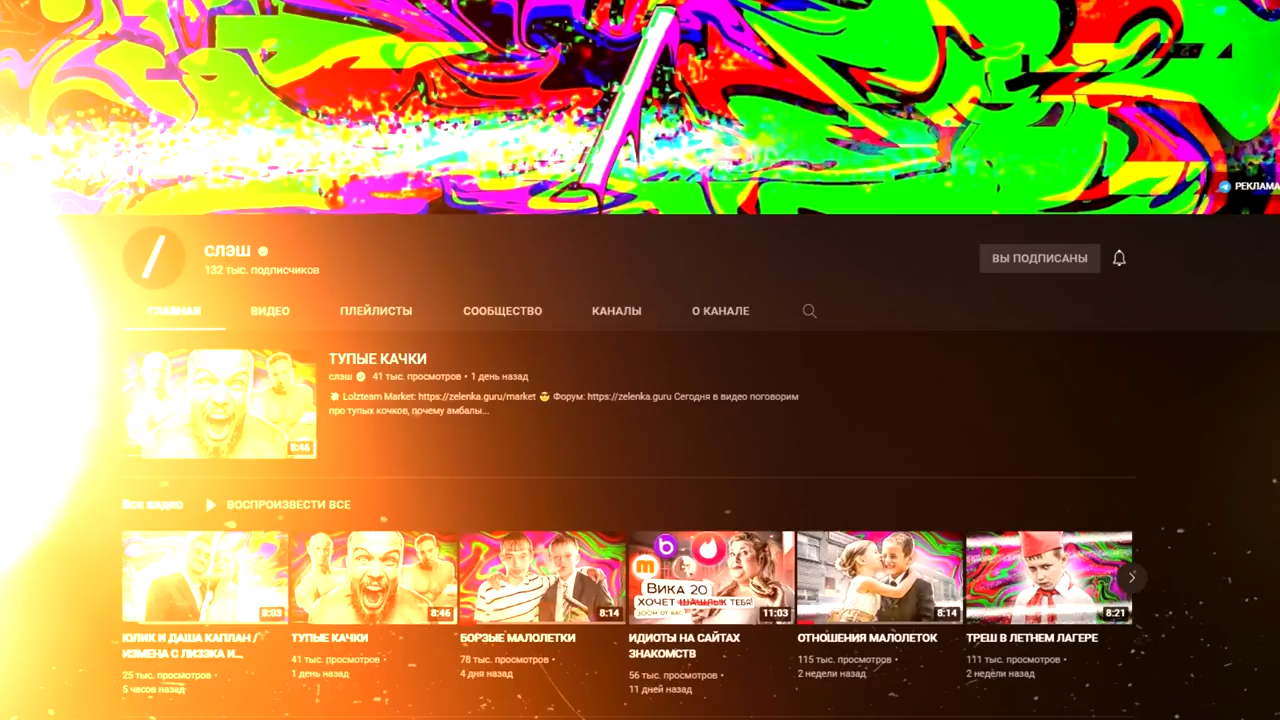 РЕКЛАМА
СЛЭШ
132 тыс. подписчиков
ВЫ ПОДПИСАНЫ
ГЛАВНАЯ ВИДЕО ПЛЕЙЛИСТЫ СООБЩЕСТВО КАНАЛЫ О КАНАЛЕ
ТУПЫЕ КАЧКИ
слэш 41 тыс. просмотров • 1 день назад
Lolzteam Market: https://zelenka.guru/market 😎 Форум: https://zelenka.guru Сегодня в видео поговорим
про тупых кочков, почему амбалы...
8:46
Все видео ВОСПРОИЗВЕСТИ ВСЕ
ВИКА 20
ХОЧЕТ ШАШЛЫК ТЕБЯ!
8:03 8:46 8:14 11:03 8:14 8:21
ЮЛИК И ДАША КАПЛАН /
ИЗМЕНА С ЛИЗЗКА И...
25 тыс. просмотров •
5 часов назад
ТУПЫЕ КАЧКИ
41 тыс. просмотров •
1 день назад
БОРЗЫЕ МАЛОЛЕТКИ
78 тыс. просмотров •
4 дня назад
ИДИОТЫ НА САЙТАХ
ЗНАКОМСТВ
56 тыс. просмотров •
11 дней назад
ОТНОШЕНИЯ МАЛОЛЕТОК
115 тыс. просмотров •
2 недели назад
ТРЕШ В ЛЕТНЕМ ЛАГЕРЕ
111 тыс. просмотров •
2 недели назад